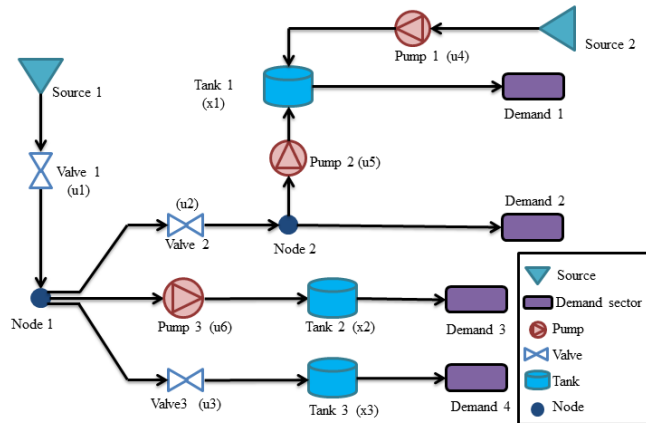 Source 1
Valve 1
(u1)
Tank 1
(x1)
Pump 1 (u4)
Source 2
Demand 1
Pump 2 (u5)
(u2)
Valve 2
Node 2
Demand 2
Node 1
Pump 3 (u6)
Tank 2 (x2)
Demand 3
Valve3 (u3)
Tank 3 (x3)
Demand 4
Source
Demand sector
Pump
Valve
Tank
Node